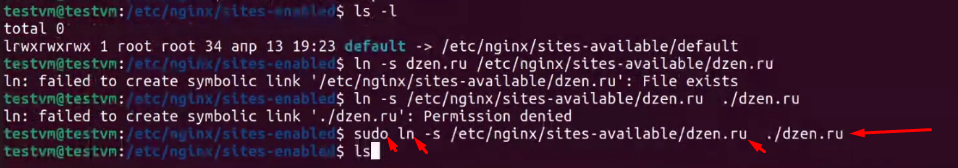 testvm@testvm:/etc/nginx/sites-enabled$ ls -l
total 0
lrwxrwxrwx 1 root root 34 апр 13 19:23 default -> /etc/nginx/sites-available/default
testvm@testvm:/etc/nginx/sites-enabled$ ln -s dzen.ru /etc/nginx/sites-available/dzen.ru
ln: failed to create symbolic link '/etc/nginx/sites-available/dzen.ru': File exists
testvm@testvm:/etc/nginx/sites-enabled$ ln -s /etc/nginx/sites-available/dzen.ru  ./dzen.ru
ln: failed to create symbolic link './dzen.ru': Permission denied
testvm@testvm:/etc/nginx/sites-enabled$ sudo ln -s /etc/nginx/sites-available/dzen.ru  ./dzen.ru
testvm@testvm:/etc/nginx/sites-enabled$ ls